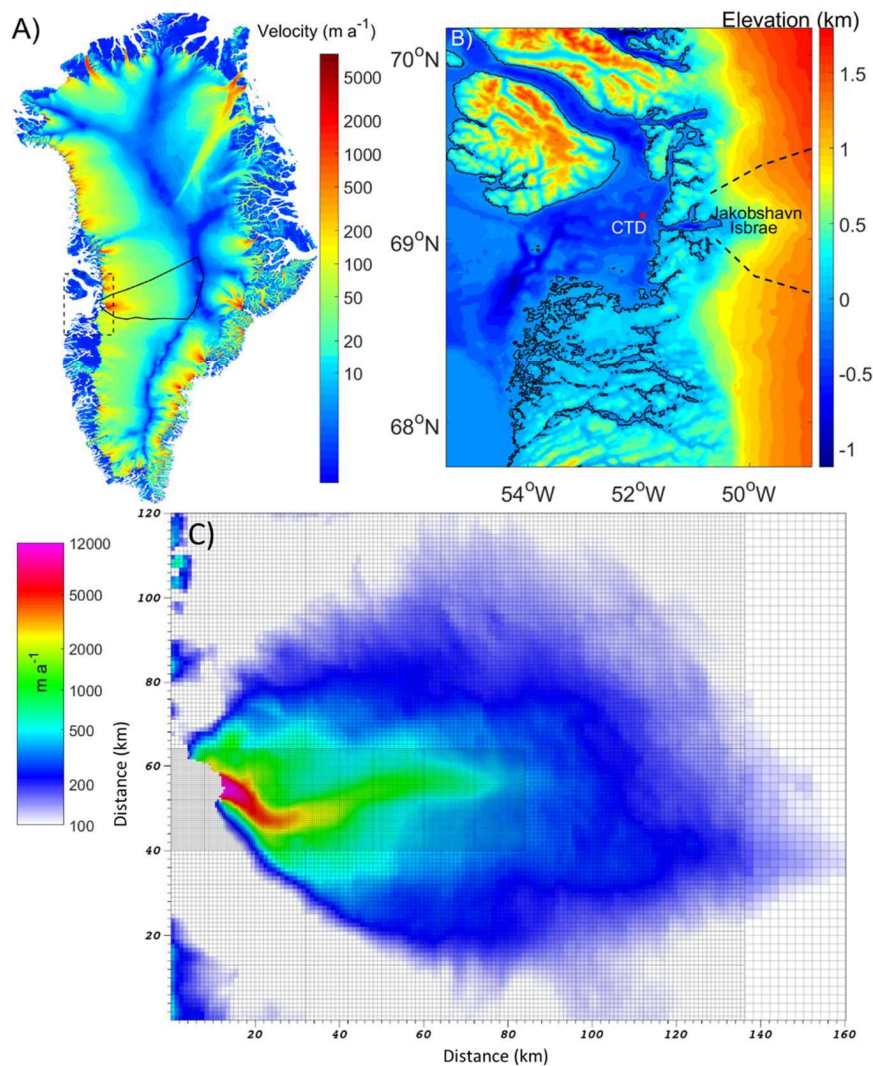 A)
Velocity (m a⁻¹)
5000
2000
1000
500
200
100
50
20
10
B)
Elevation (km)
70°N
69°N
68°N
54°W
52°W
50°W
CTD
Jakobshavn
Isbrae
1.5
1
0.5
0
-0.5
-1
C)
12000
5000
2000
1000
500
200
100
m a⁻¹
Distance (km)
120
100
80
60
40
20
20
40
60
80
100
120
140
160
Distance (km)